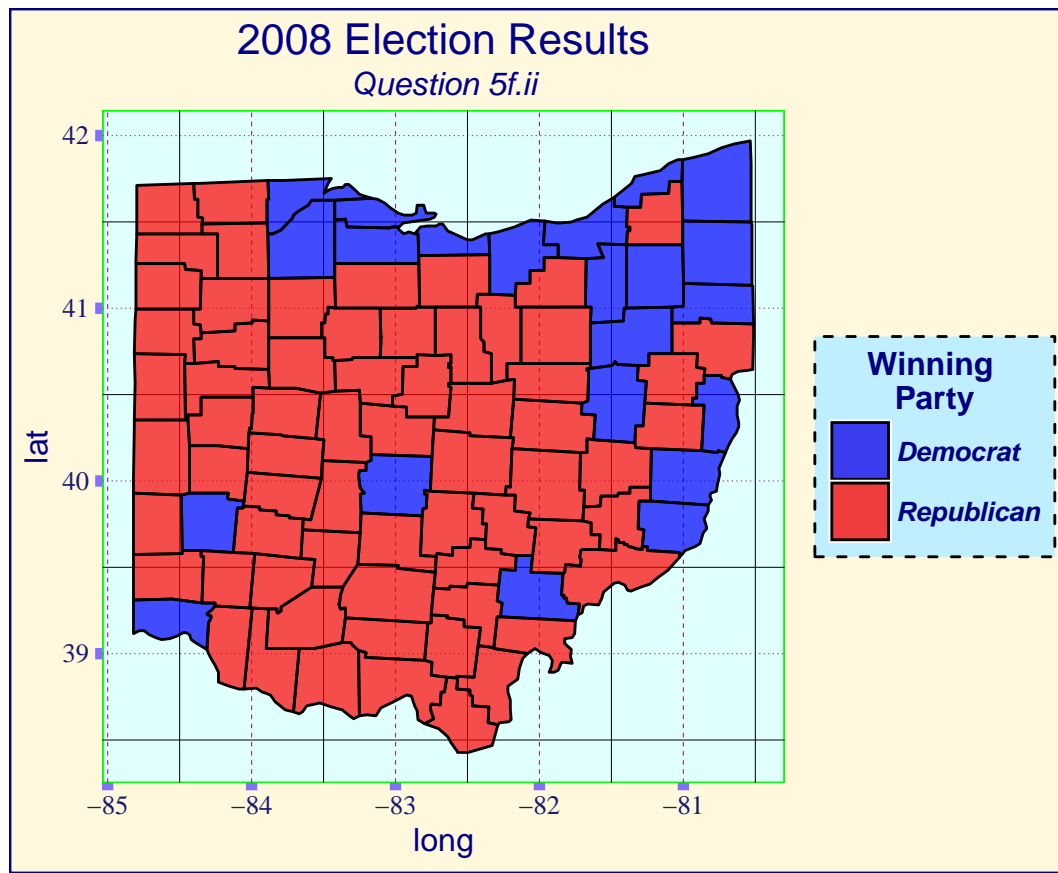 2008 Election Results
Question 5f.ii
42
41
40
39
lat
−85
−84
−83
−82
−81
long
Winning
Party
Democrat
Republican